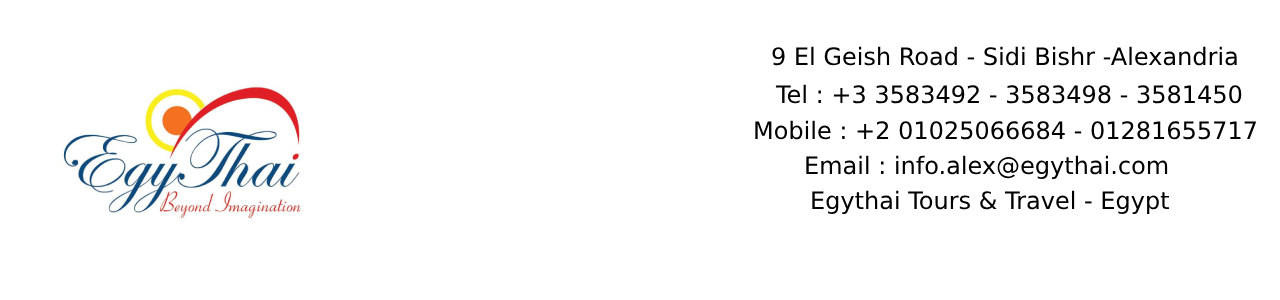 EgyThai
Beyond Imagination
9 El Geish Road - Sidi Bishr -Alexandria
Tel : +3 3583492 - 3583498 - 3581450
Mobile : +2 01025066684 - 01281655717
Email : info.alex@egythai.com
Egythai Tours & Travel - Egypt